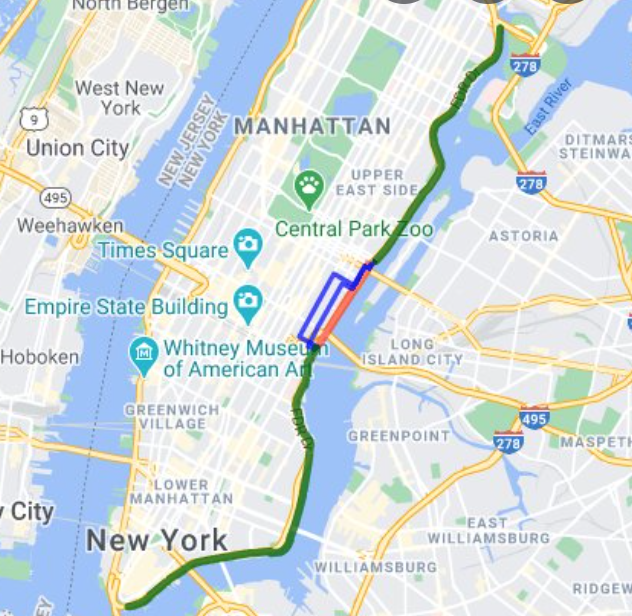 North Bergen
278
FDR Dr
East River
West New
York
9
NEW JERSEY
NEW YORK
MANHATTAN
DITMARS
STEINWA
Union City
UPPER
EAST SIDE
278
495
Weehawken
Central Park Zoo
ASTORIA
Times Square
Empire State Building
LONG
ISLAND CITY
Hoboken
Whitney Museum
of American Ar
GREENWICH
VILLAGE
FDR Dr
GREENPOINT
495
278
MASPETH
LOWER
MANHATTAN
y City
New York
EAST
WILLIAMSBURG
WILLIAMSBURG
RIDGEW